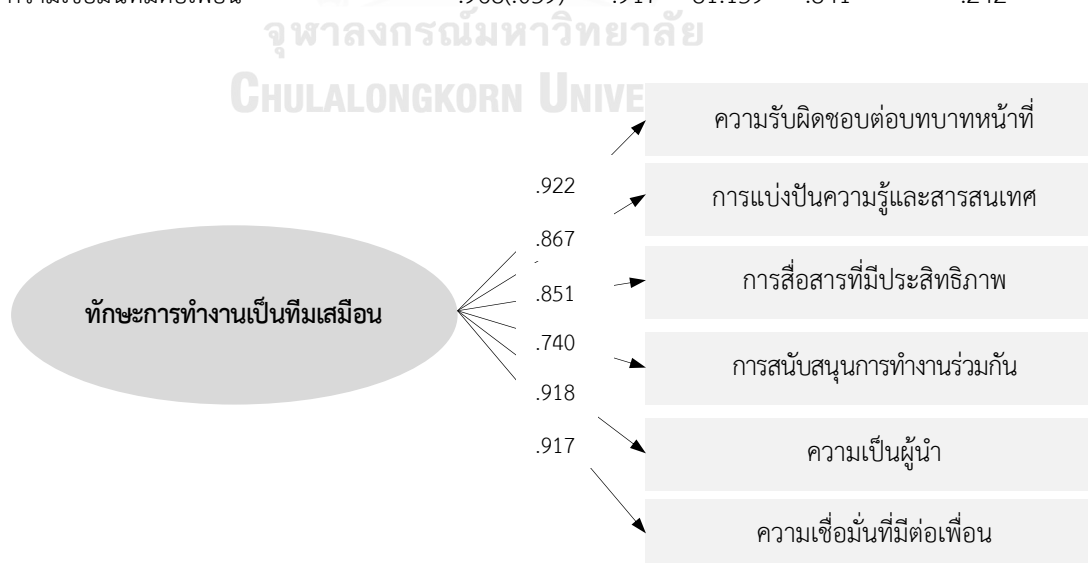 จุฬาลงกรณ์มหาวิทยาลัย
CHULALONGKORN UNIVE
ความรับผิดชอบต่อบทบาทหน้าที่
.922
การแบ่งปันความรู้และสารสนเทศ
.867
การสื่อสารที่มีประสิทธิภาพ
.851
ทักษะการทำงานเป็นทีมเสมือน
.740
การสนับสนุนการทำงานร่วมกัน
.918
ความเป็นผู้นำ
.917
ความเชื่อมั่นที่มีต่อเพื่อน